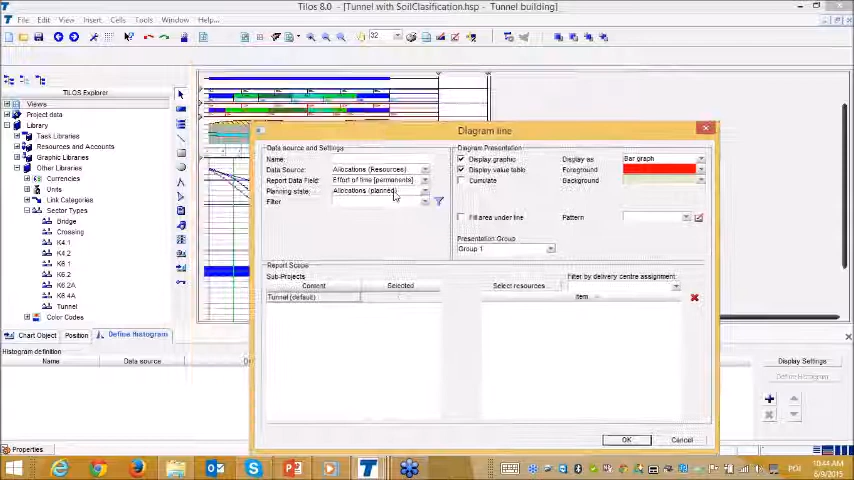 Tilos 8.0 - [Tunnel with SoilClasification.hsp - Tunnel building]
File Edit View Insert Cells Tools Window Help...
32
TILOS Explorer
Views
Project data
Library
Task Libraries
Resources and Accounts
Graphic Libraries
Other Libraries
Currencies
Units
Link Categories
Sector Types
Bridge
Crossing
K4 1
K4 2
K6 1
K6 2
K6 2A
K6 4A
Tunnel
Color Codes
Diagram line
Data source and Settings
Name:
Data Source: Allocations (Resources)
Report Data Field: Effort of time [permanents]
Planning state: Allocations (planned)
Filter
Diagram Presentation
Display graphic
Display as Bar graph
Display value table
Foreground
Cumulate
Background
Fill area under line
Pattern
Presentation Group
Group 1
Report Scope
Sub-Projects
Content Selected
Tunnel (default)
Filter by delivery centre assignment
Select resources
Item
OK
Cancel
Chart Object Position Define Histogram
Histogram definition
Name Data source
Display Settings
Define Histogram
Properties
POL
10:44 AM
6/9/2015